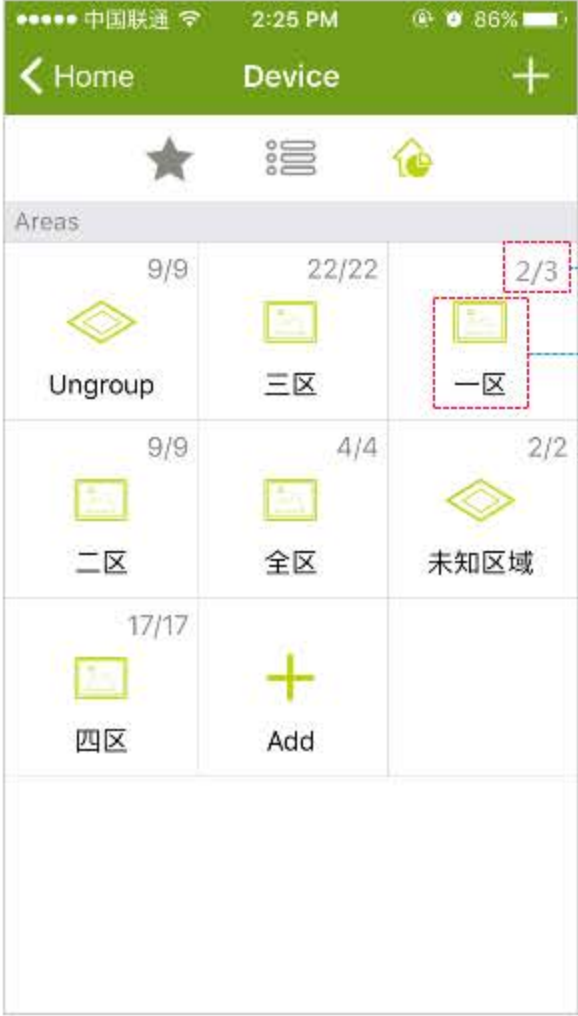 中国联通 2:25 PM 86%
Home Device
Areas
9/9 22/22 2/3
Ungroup 三区 一区
9/9 4/4 2/2
二区 全区 未知区域
17/17
四区 Add